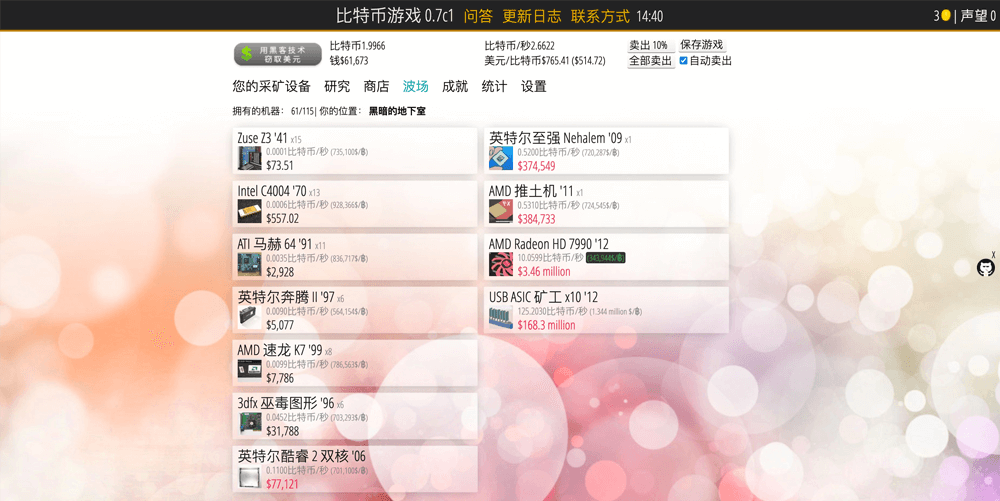 比特币游戏 0.7c1 问答 更新日志 联系方式 14:40
3 | 声望 0
用黑客技术
窃取美元
比特币1.9966
钱$61,673
比特币/秒2.6622
美元/比特币$765.41 ($514.72)
卖出 10% 保存游戏
全部卖出 自动卖出
您的采矿设备 研究 商店 波场 成就 统计 设置
拥有的机器： 61/115| 你的位置： 黑暗的地下室
Zuse Z3 '41 x15
0.0001比特币/秒 (735,100$/฿)
$73.51
Intel C4004 '70 x13
0.0006比特币/秒 (928,366$/฿)
$557.02
ATI 马赫 64 '91 x11
0.0035比特币/秒 (836,717$/฿)
$2,928
英特尔奔腾 II '97 x6
0.0090比特币/秒 (564,154$/฿)
$5,077
AMD 速龙 K7 '99 x8
0.0099比特币/秒 (786,563$/฿)
$7,786
3dfx 巫毒图形 '96 x6
0.0452比特币/秒 (703,293$/฿)
$31,788
英特尔酷睿 2 双核 '06
0.1100比特币/秒 (701,100$/฿)
$77,121
英特尔至强 Nehalem '09 x1
0.5200比特币/秒 (720,287$/฿)
$374,549
AMD 推土机 '11 x1
0.5310比特币/秒 (724,545$/฿)
$384,733
AMD Radeon HD 7990 '12
10.0599比特币/秒 (343,944$/฿)
$3.46 million
USB ASIC 矿工 x10 '12
125.2030比特币/秒 (1.344 million $/฿)
$168.3 million
X